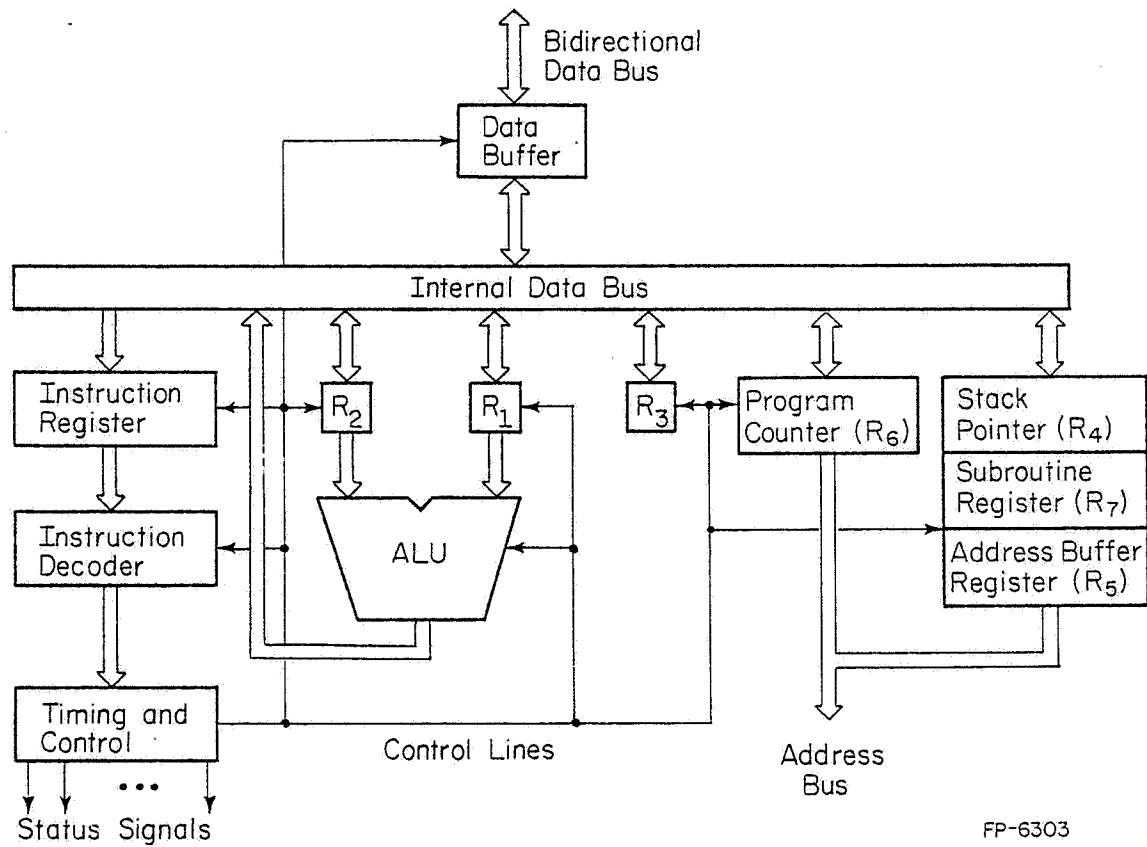 Bidirectional
Data Bus
Data
Buffer
Internal Data Bus
Instruction
Register
R2
R1
R3
Program
Counter (R6)
Stack
Pointer (R4)
Subroutine
Register (R7)
Instruction
Decoder
ALU
Address Buffer
Register (R5)
Timing and
Control
Control Lines
Address
Bus
Status Signals
FP-6303